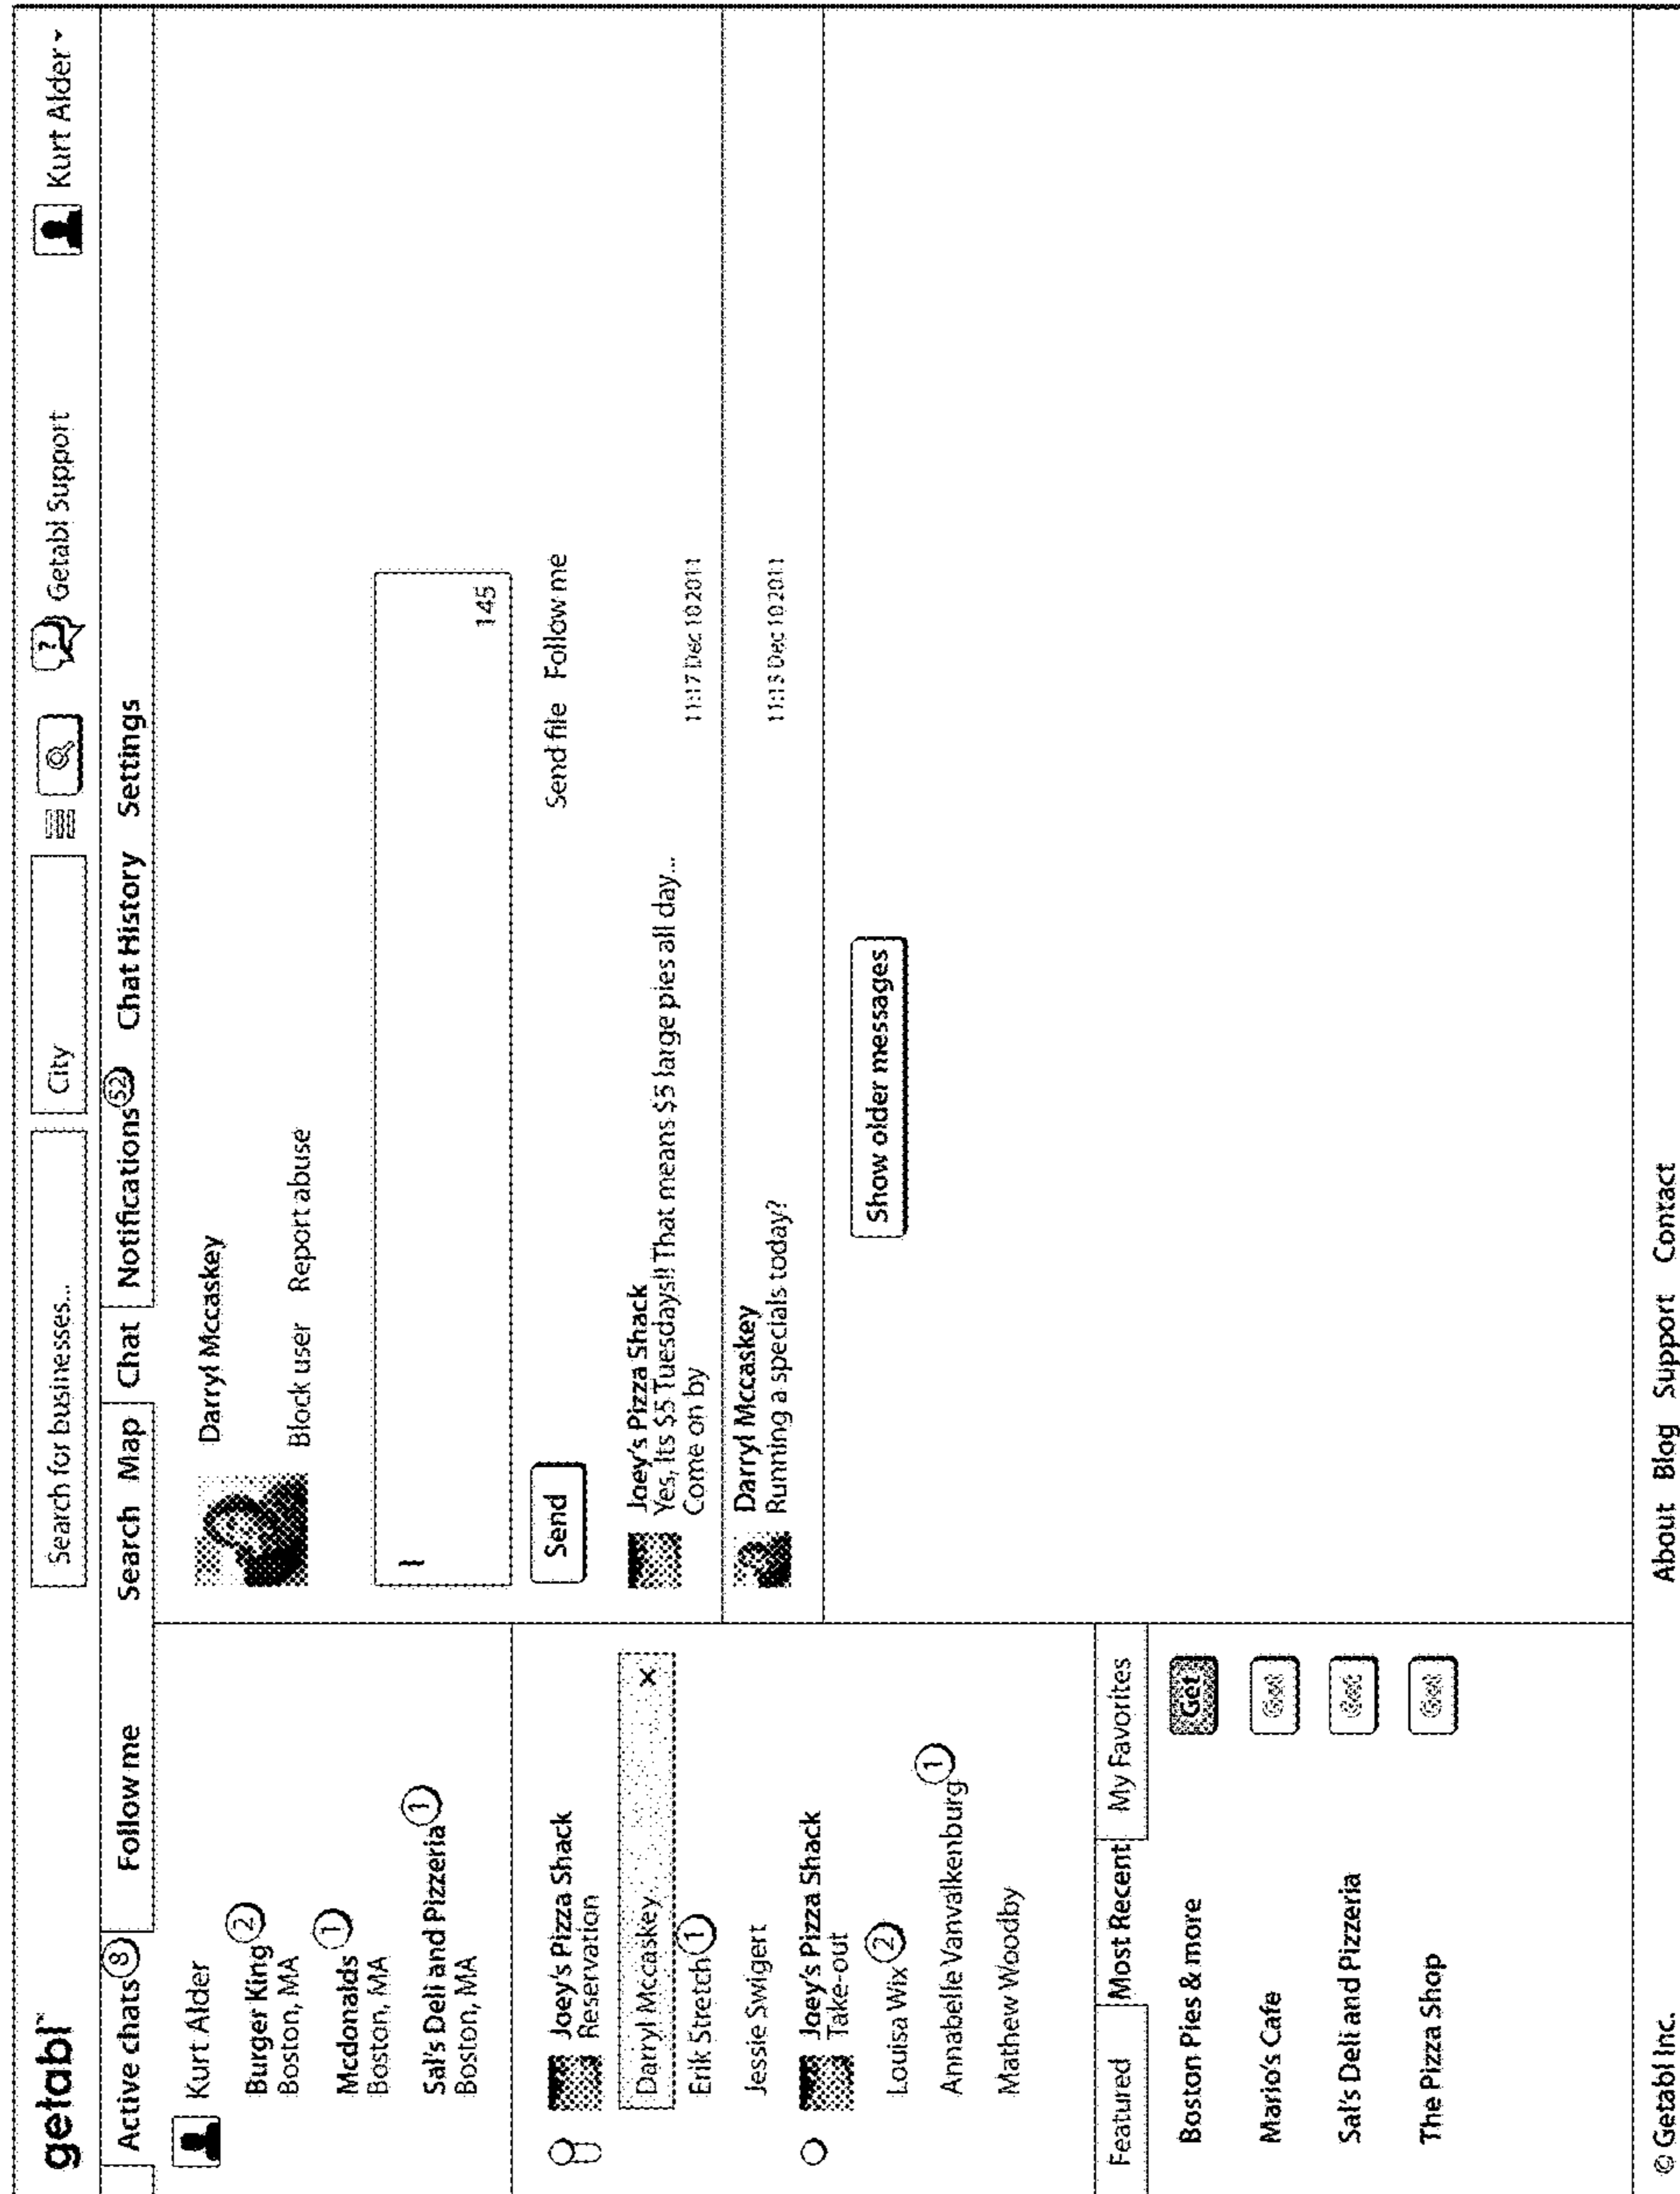 getabl™ Search for businesses... City Getabl Support Kurt Alder
Active chats 8 Follow me Search Map Chat Notifications 52 Chat History Settings
Kurt Alder
Burger King 2
Boston, MA
Mcdonalds 1
Boston, MA
Sal's Deli and Pizzeria 1
Boston, MA
Joey's Pizza Shack
Reservation
Darryl Mccaskey x
Erik Stretch 1
Jessie Swigert
Joey's Pizza Shack
Take-out
Louisa Wix 2
Annabelle Vanvalkenburg 1
Mathew Woodby
Featured Most Recent My Favorites
Boston Pies & more Get
Mario's Cafe Get
Sal's Deli and Pizzeria Get
The Pizza Shop Get
Darryl Mccaskey
Block user Report abuse
145
Send Send file Follow me
Joey's Pizza Shack
Yes, Its $5 Tuesdays!! That means $5 large pies all day...
Come on by 11:17 Dec 10 2011
Darryl Mccaskey
Running a specials today? 11:13 Dec 10 2011
Show older messages
© Getabl Inc. About Blog Support Contact